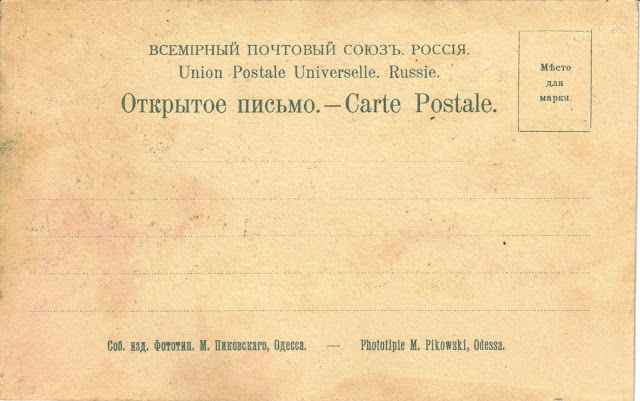 ВСЕМІРНЫЙ ПОЧТОВЫЙ СОЮЗЪ. РОССІЯ.
Union Postale Universelle. Russie.
Открытое письмо.—Carte Postale.
Мѣсто
для
марки.
Соб. изд. Фототип. М. Пиковскаго, Одесса. — Phototipie M. Pikowski, Odessa.